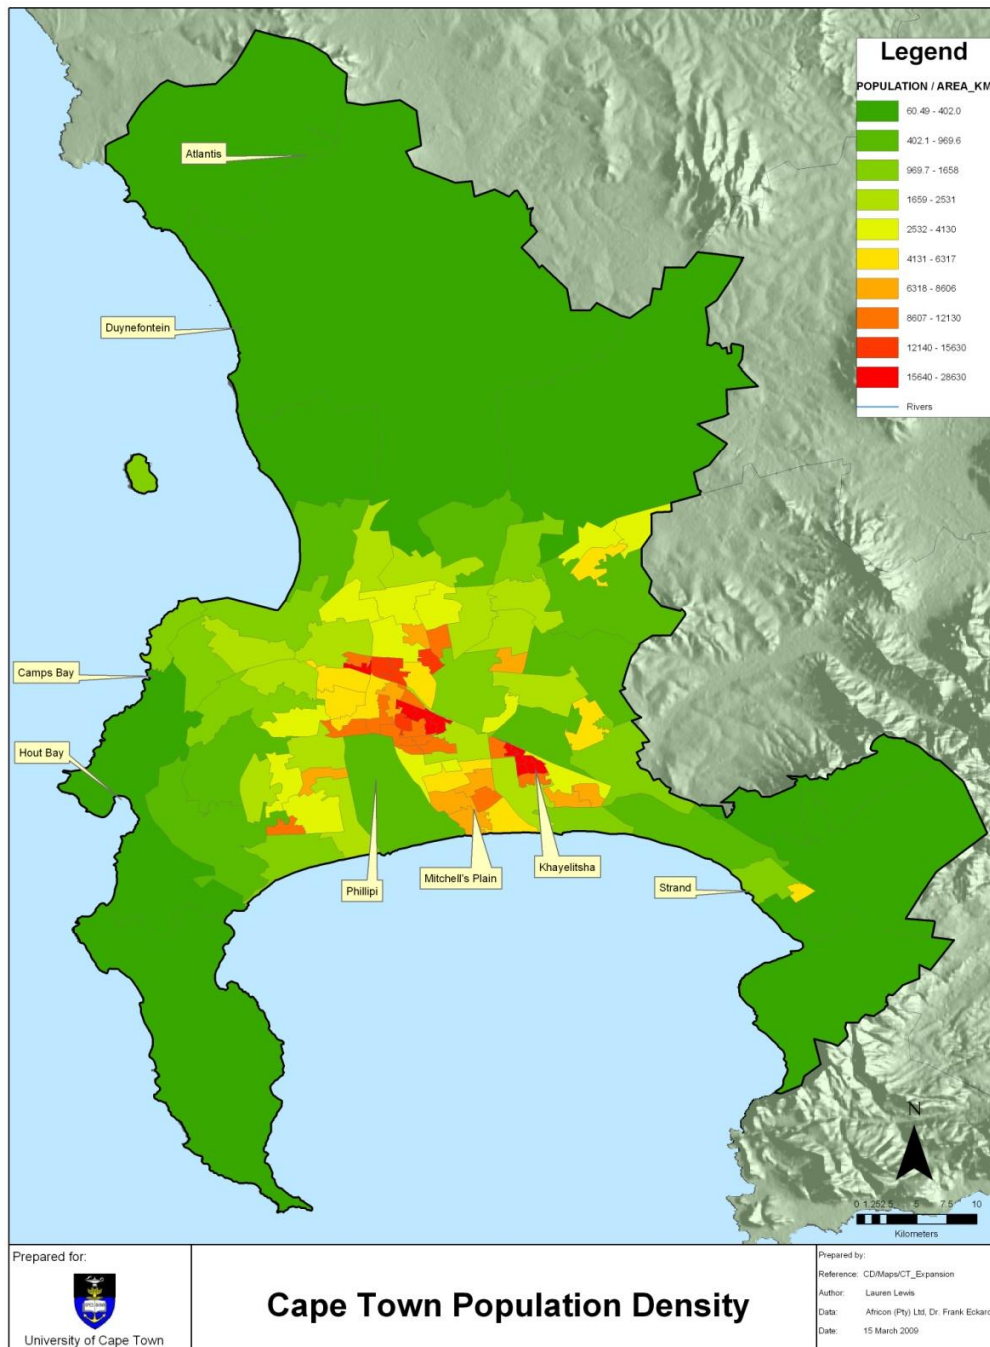 Legend
POPULATION / AREA_KM
60.49 - 402.0
402.1 - 969.6
969.7 - 1658
1659 - 2531
2532 - 4130
4131 - 6317
6318 - 8606
8607 - 12130
12140 - 15630
15640 - 28630
Rivers
Atlantis
Duynefontein
Camps Bay
Hout Bay
Phillipi
Mitchell's Plain
Khayelitsha
Strand
N
0 1.252.5 5 7.5 10
Kilometers
Prepared for:
University of Cape Town
Cape Town Population Density
Prepared by:
Reference: CD/Maps/CT_Expansion
Author: Lauren Lewis
Data: Africon (Pty) Ltd, Dr. Frank Eckard
Date: 15 March 2009